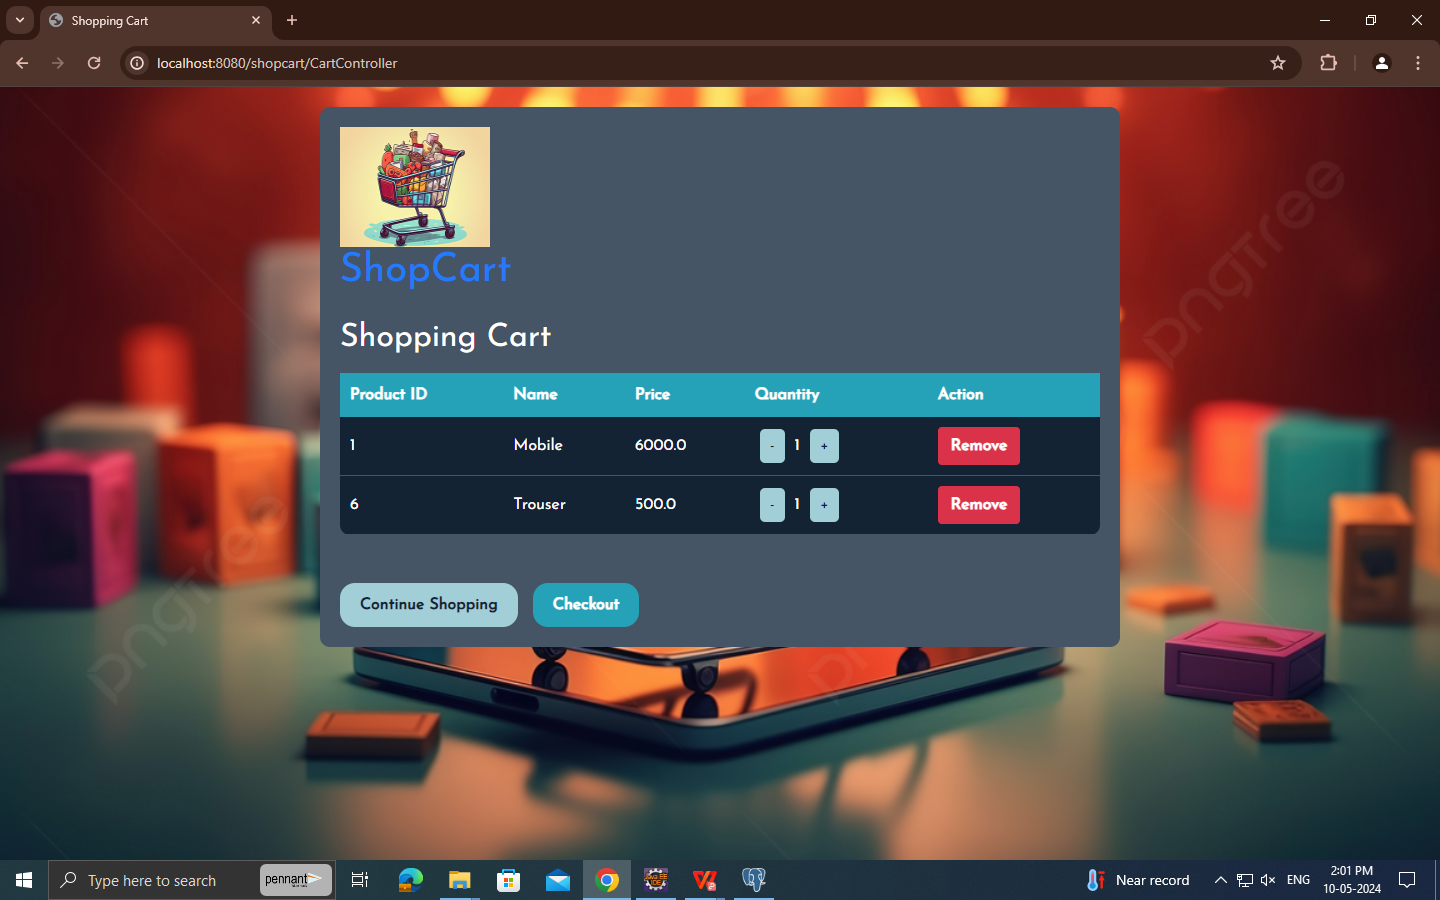 Shopping Cart
localhost:8080/shopcart/CartController
ShopCart
Shopping Cart
Product ID Name Price Quantity Action
1 Mobile 6000.0 - 1 + Remove
6 Trouser 500.0 - 1 + Remove
Continue Shopping Checkout
pngtree
pngtree
pngtree
Type here to search
pennant
Near record
ENG
2:01 PM
10-05-2024